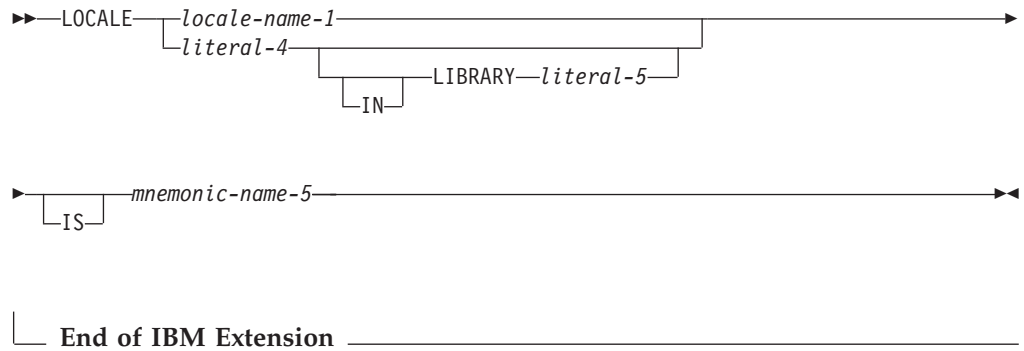 LOCALE locale-name-1
literal-4
LIBRARY literal-5
IN
mnemonic-name-5
IS
End of IBM Extension